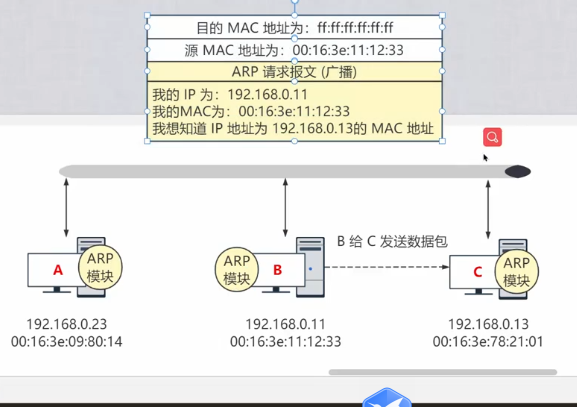 目的 MAC 地址为：ff:ff:ff:ff:ff:ff
源 MAC 地址为：00:16:3e:11:12:33
ARP 请求报文 (广播)
我的 IP 为：192.168.0.11
我的MAC为：00:16:3e:11:12:33
我想知道 IP 地址为 192.168.0.13的 MAC 地址
B 给 C 发送数据包
A
ARP
模块
ARP
模块
B
C
ARP
模块
192.168.0.23
00:16:3e:09:80:14
192.168.0.11
00:16:3e:11:12:33
192.168.0.13
00:16:3e:78:21:01